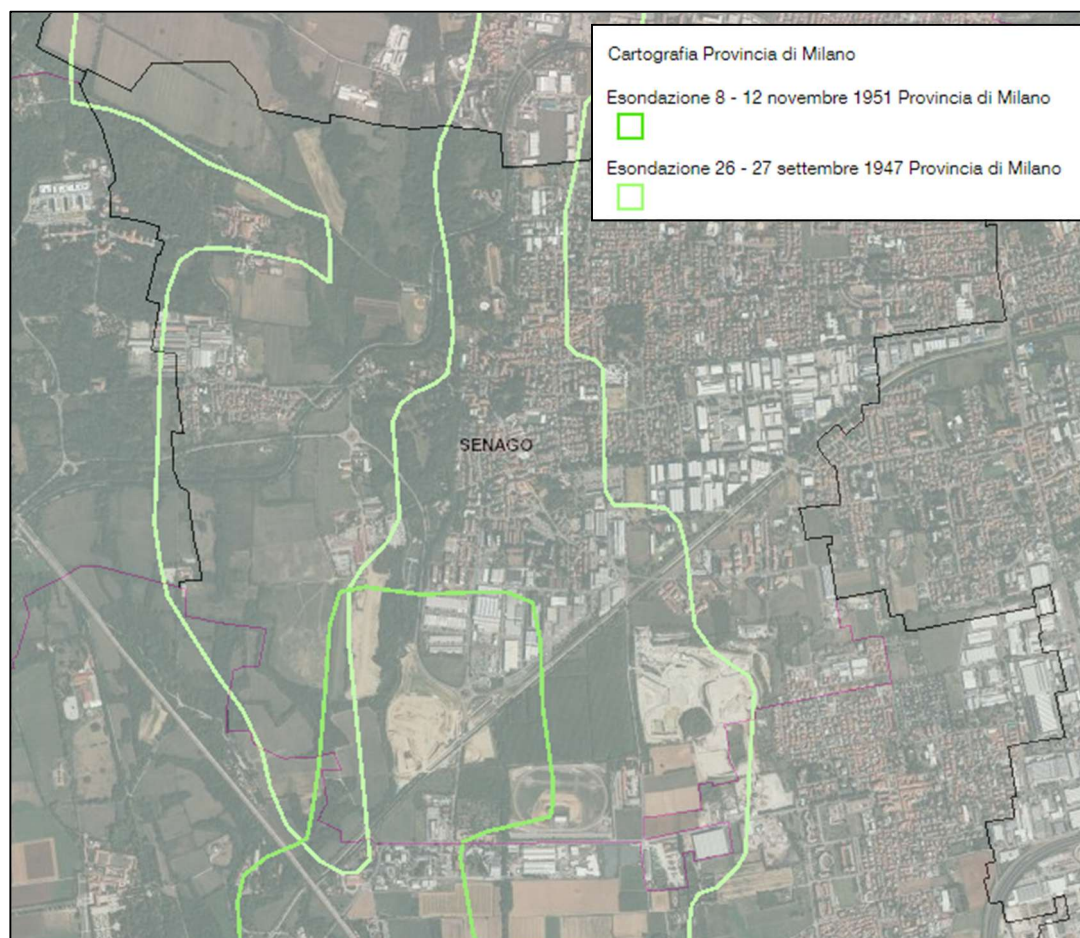 Cartografia Provincia di Milano
Esondazione 8 - 12 novembre 1951 Provincia di Milano
Esondazione 26 - 27 settembre 1947 Provincia di Milano
SENAGO